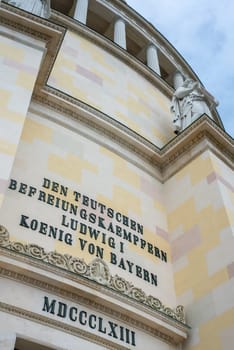 DEN TEUTSCHEN
BEFREIUNGSKAEMPFERN
LUDWIG I
KOENIG VON BAYERN
MDCCCLXIII